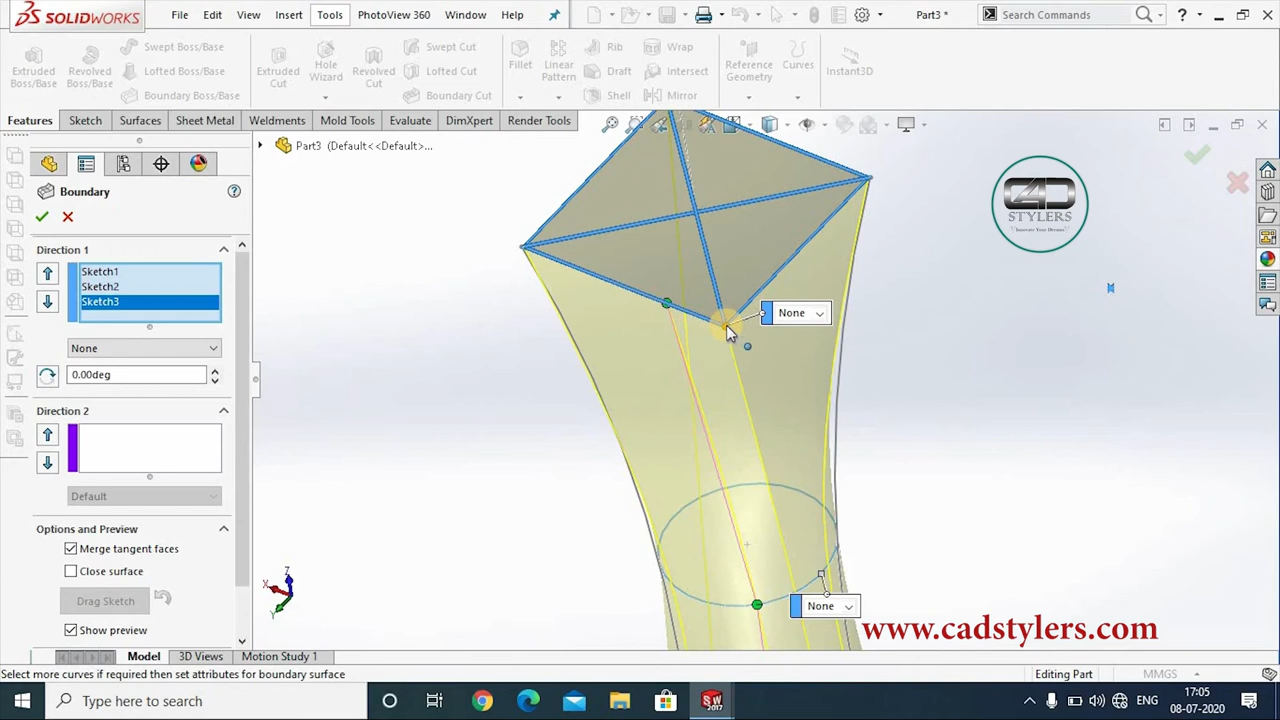 SOLIDWORKS
File Edit View Insert Tools PhotoView 360 Window Help
Part3 *
Search Commands
?
Extruded Boss/Base
Revolved Boss/Base
Swept Boss/Base
Lofted Boss/Base
Boundary Boss/Base
Extruded Cut
Hole Wizard
Revolved Cut
Swept Cut
Lofted Cut
Boundary Cut
Fillet
Linear Pattern
Rib
Draft
Shell
Wrap
Intersect
Mirror
Reference Geometry
Curves
Instant3D
Features Sketch Surfaces Sheet Metal Weldments Mold Tools Evaluate DimXpert Render Tools
Part3 (Default<<Default>...
Boundary
?
Direction 1
Sketch1
Sketch2
Sketch3
None
0.00deg
Direction 2
Default
Options and Preview
Merge tangent faces
Close surface
Drag Sketch
Show preview
None
None
CAD
STYLERS
Innovate Your Dreams
X
Y
Z
www.cadstylers.com
Model 3D Views Motion Study 1
Select more curves if required then set attributes for boundary surface
Editing Part
MMGS
Type here to search
SW
2017
ENG
17:05
08-07-2020